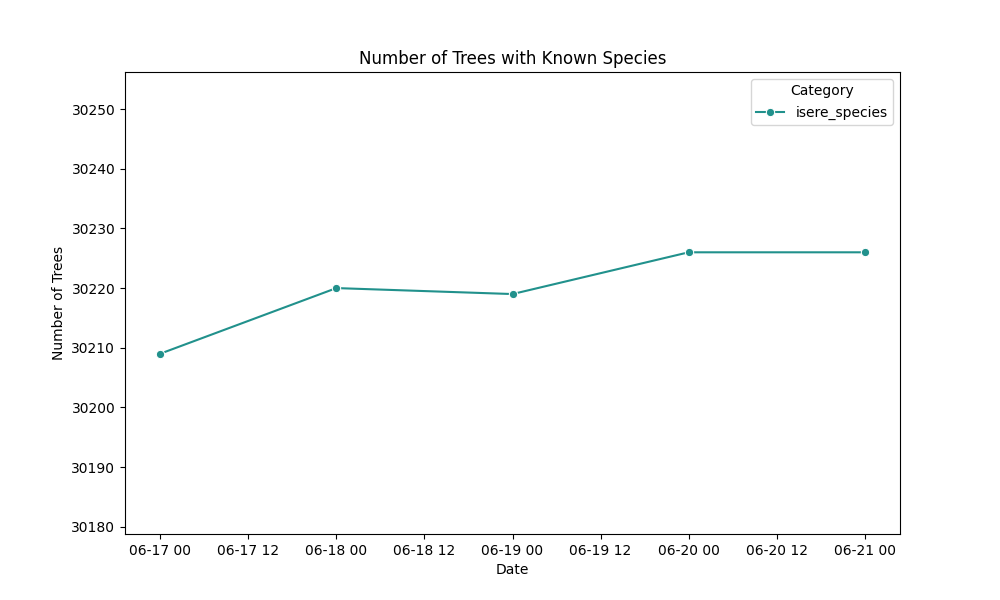 Number of Trees with Known Species
Category
isere_species
30250
30240
30230
30220
30210
30200
30190
30180
Number of Trees
06-17 00 06-17 12 06-18 00 06-18 12 06-19 00 06-19 12 06-20 00 06-20 12 06-21 00
Date